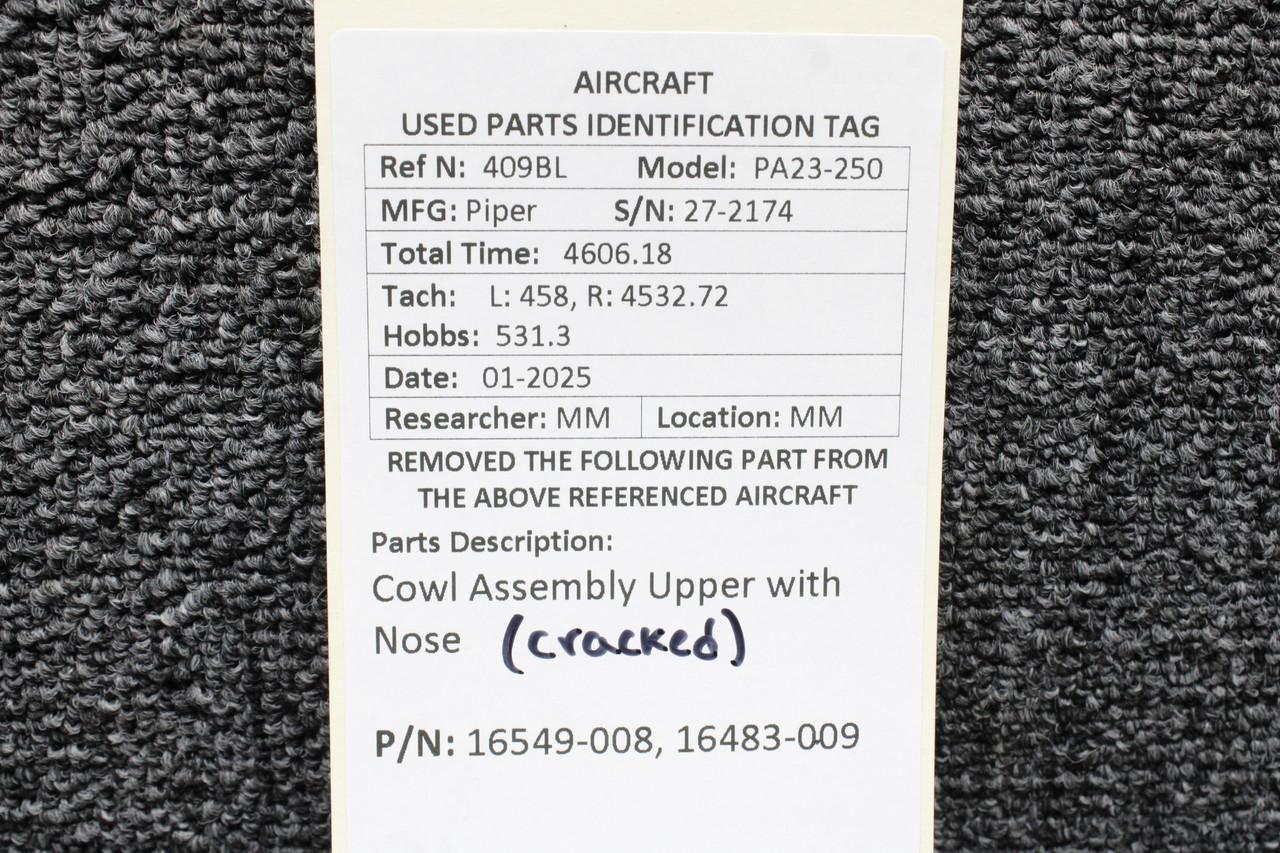 AIRCRAFT
USED PARTS IDENTIFICATION TAG
Ref N: 409BL Model: PA23-250
MFG: Piper S/N: 27-2174
Total Time: 4606.18
Tach: L: 458, R: 4532.72
Hobbs: 531.3
Date: 01-2025
Researcher: MM Location: MM
REMOVED THE FOLLOWING PART FROM
THE ABOVE REFERENCED AIRCRAFT
Parts Description:
Cowl Assembly Upper with
Nose (cracked)
P/N: 16549-008, 16483-009